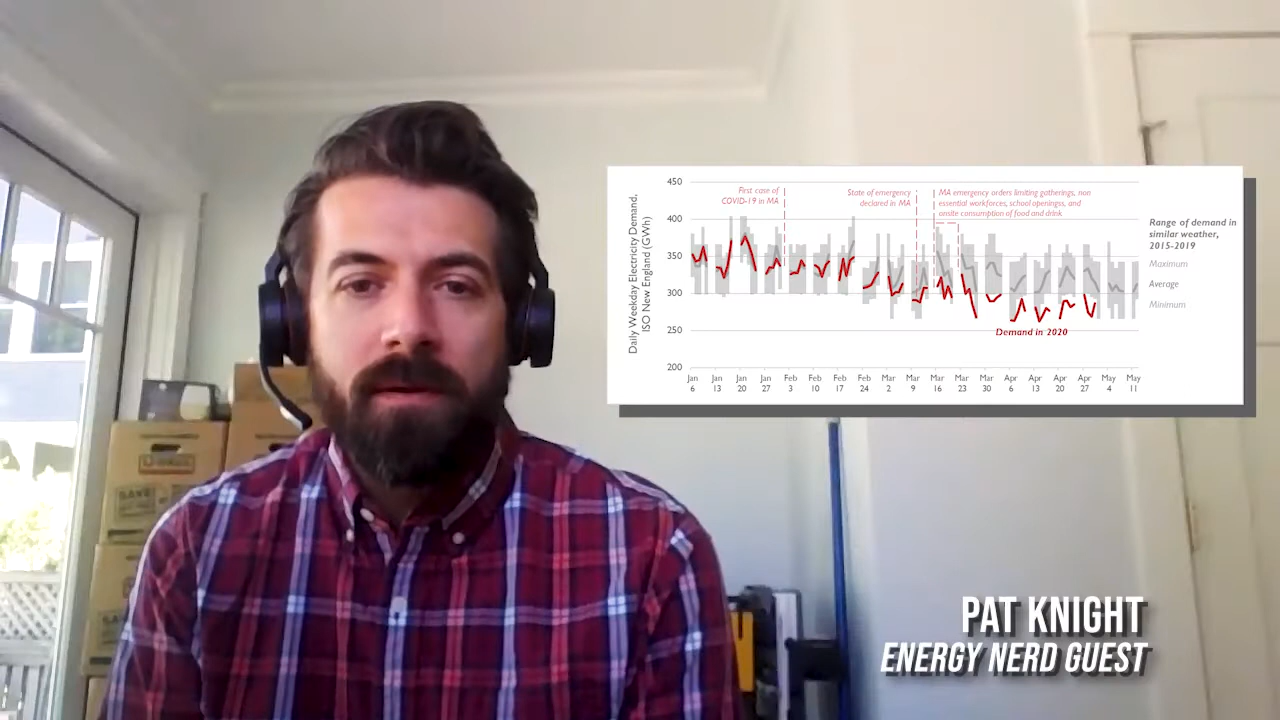 450
400
350
300
250
200
Daily Weekday Electricity Demand,
ISO New England (GWh)
First case of
COVID-19 in MA
State of emergency
declared in MA
MA emergency orders limiting gatherings, non
essential workforces, school openings, and
onsite consumption of food and drink
Range of demand in
similar weather,
2015-2019
Maximum
Average
Minimum
Demand in 2020
Jan 6
Jan 13
Jan 20
Jan 27
Feb 3
Feb 10
Feb 17
Feb 24
Mar 2
Mar 9
Mar 16
Mar 23
Mar 30
Apr 6
Apr 13
Apr 20
Apr 27
May 4
May 11
SAVE
PAT KNIGHT
ENERGY NERD GUEST